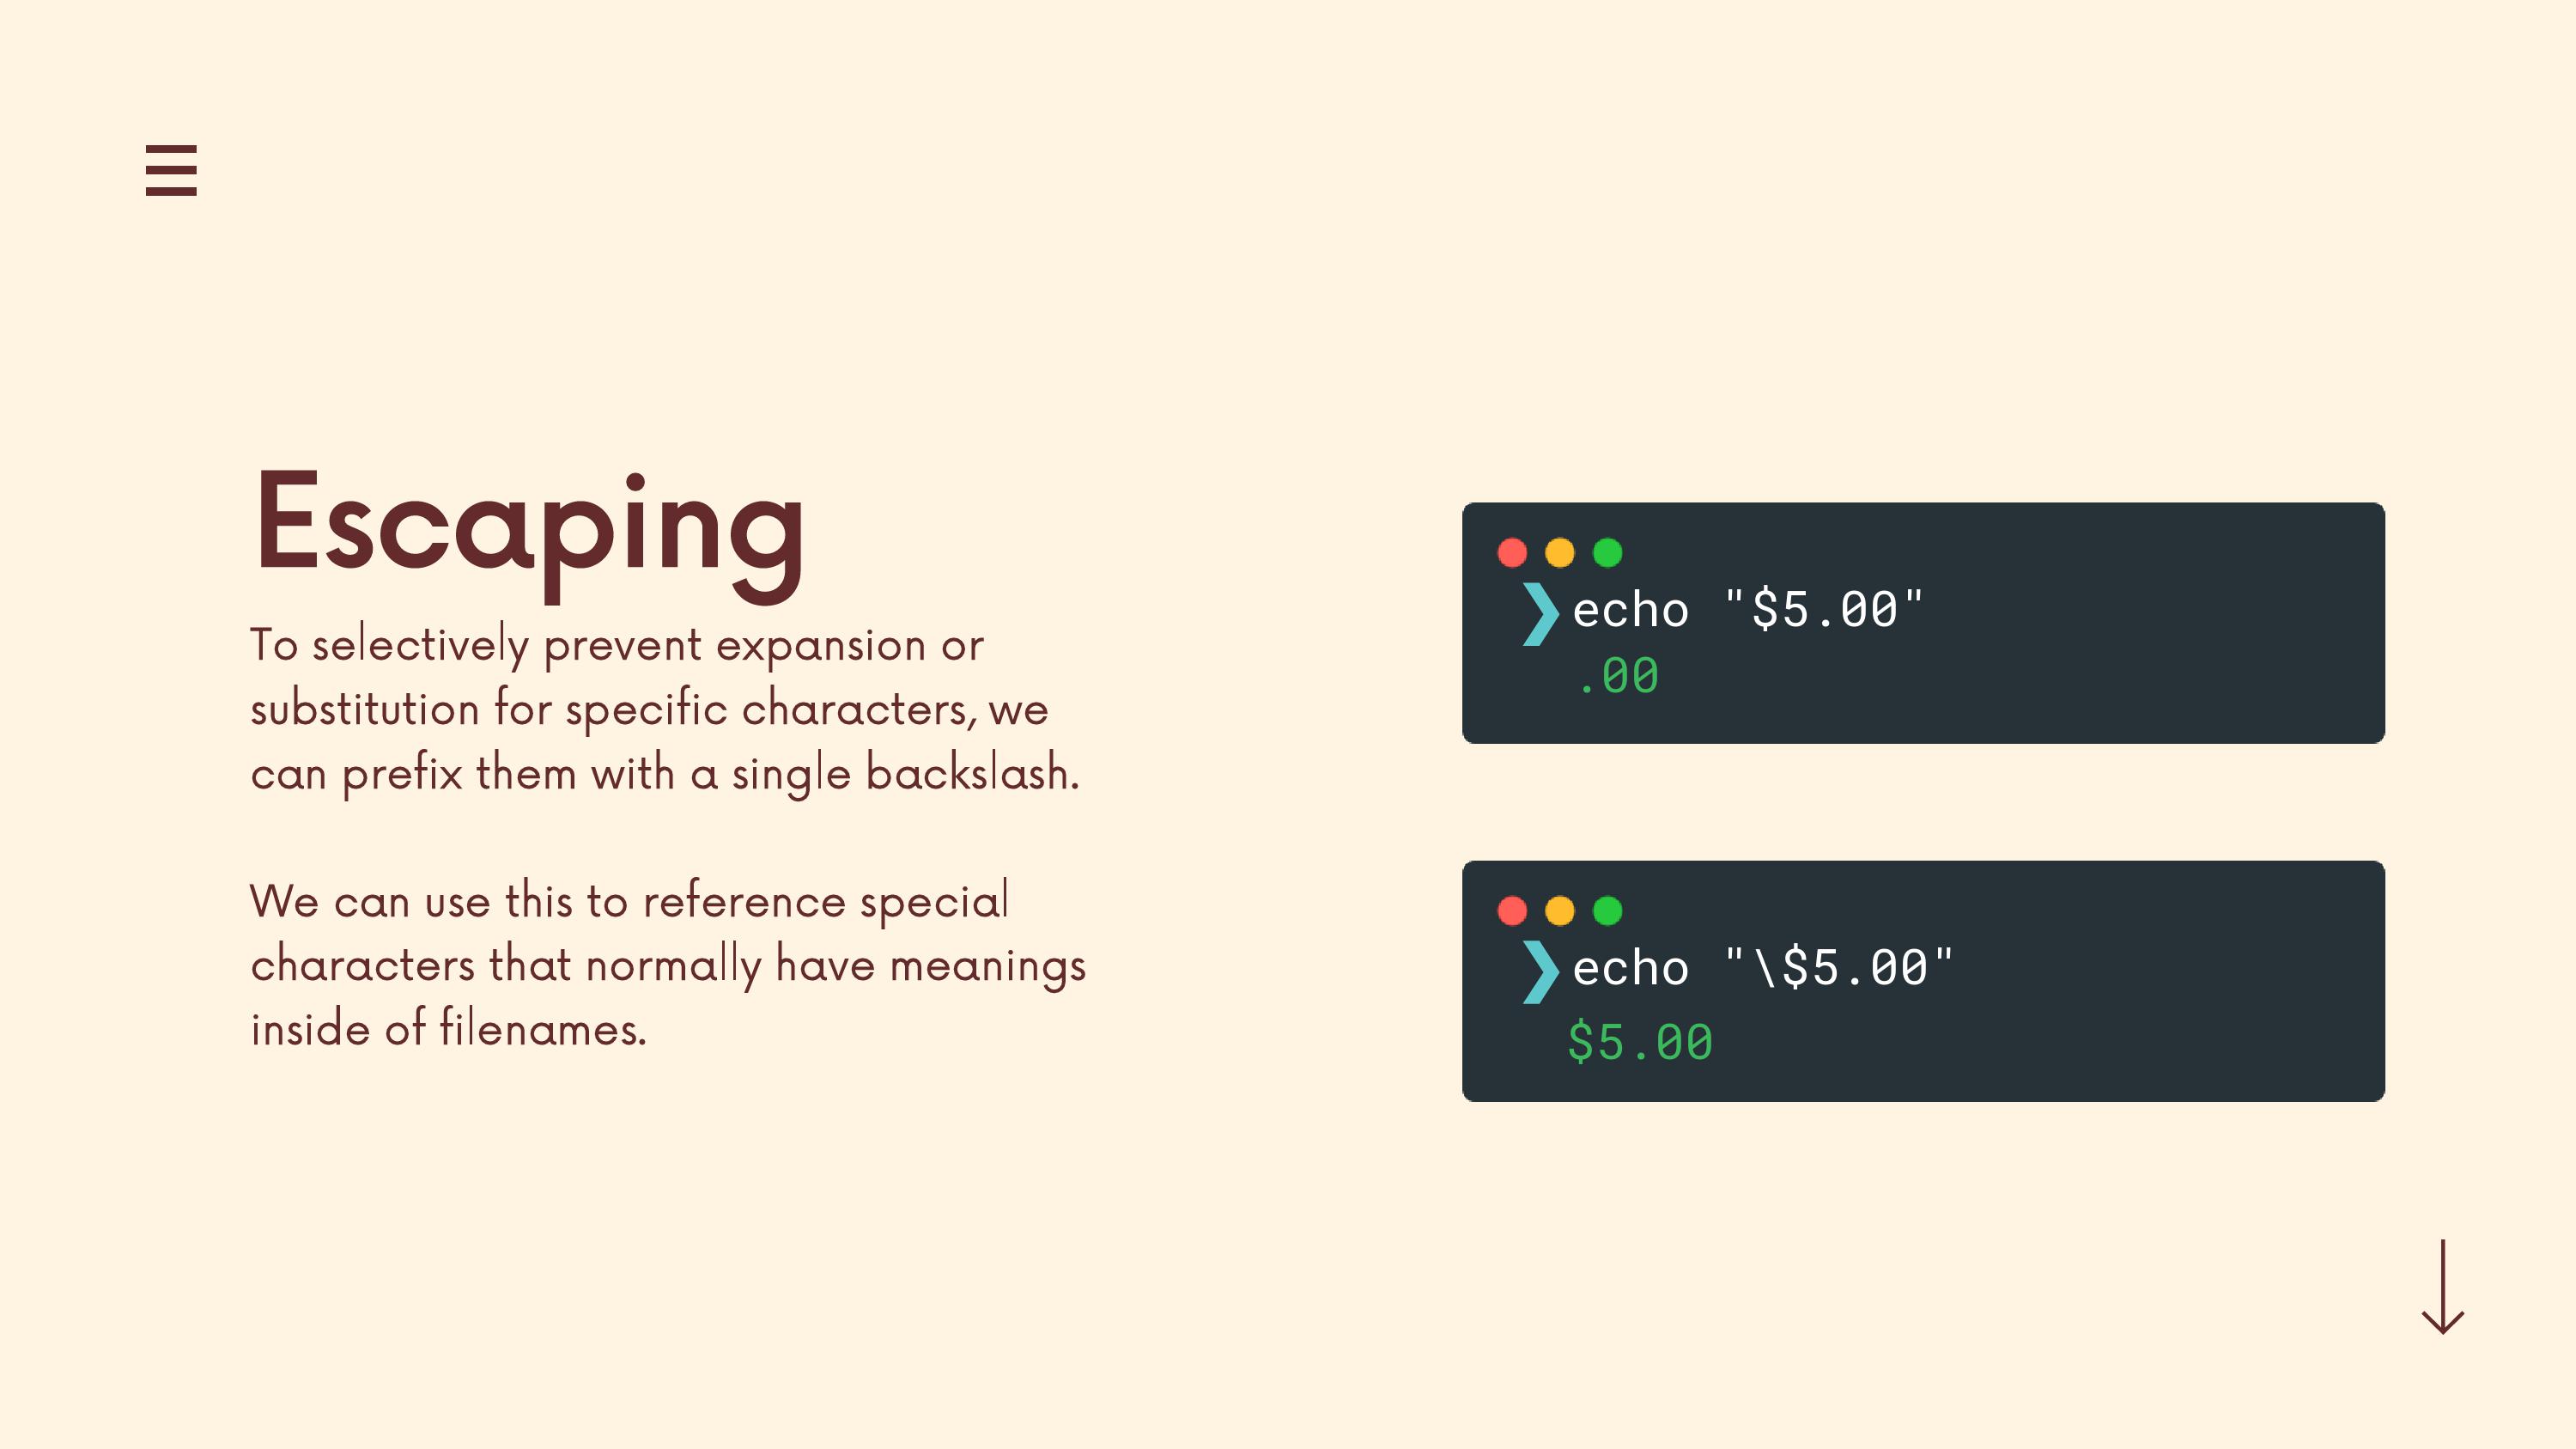 Escaping
To selectively prevent expansion or
substitution for specific characters, we
can prefix them with a single backslash.
We can use this to reference special
characters that normally have meanings
inside of filenames.
❯echo "$5.00"
.00
❯echo "\$5.00"
$5.00